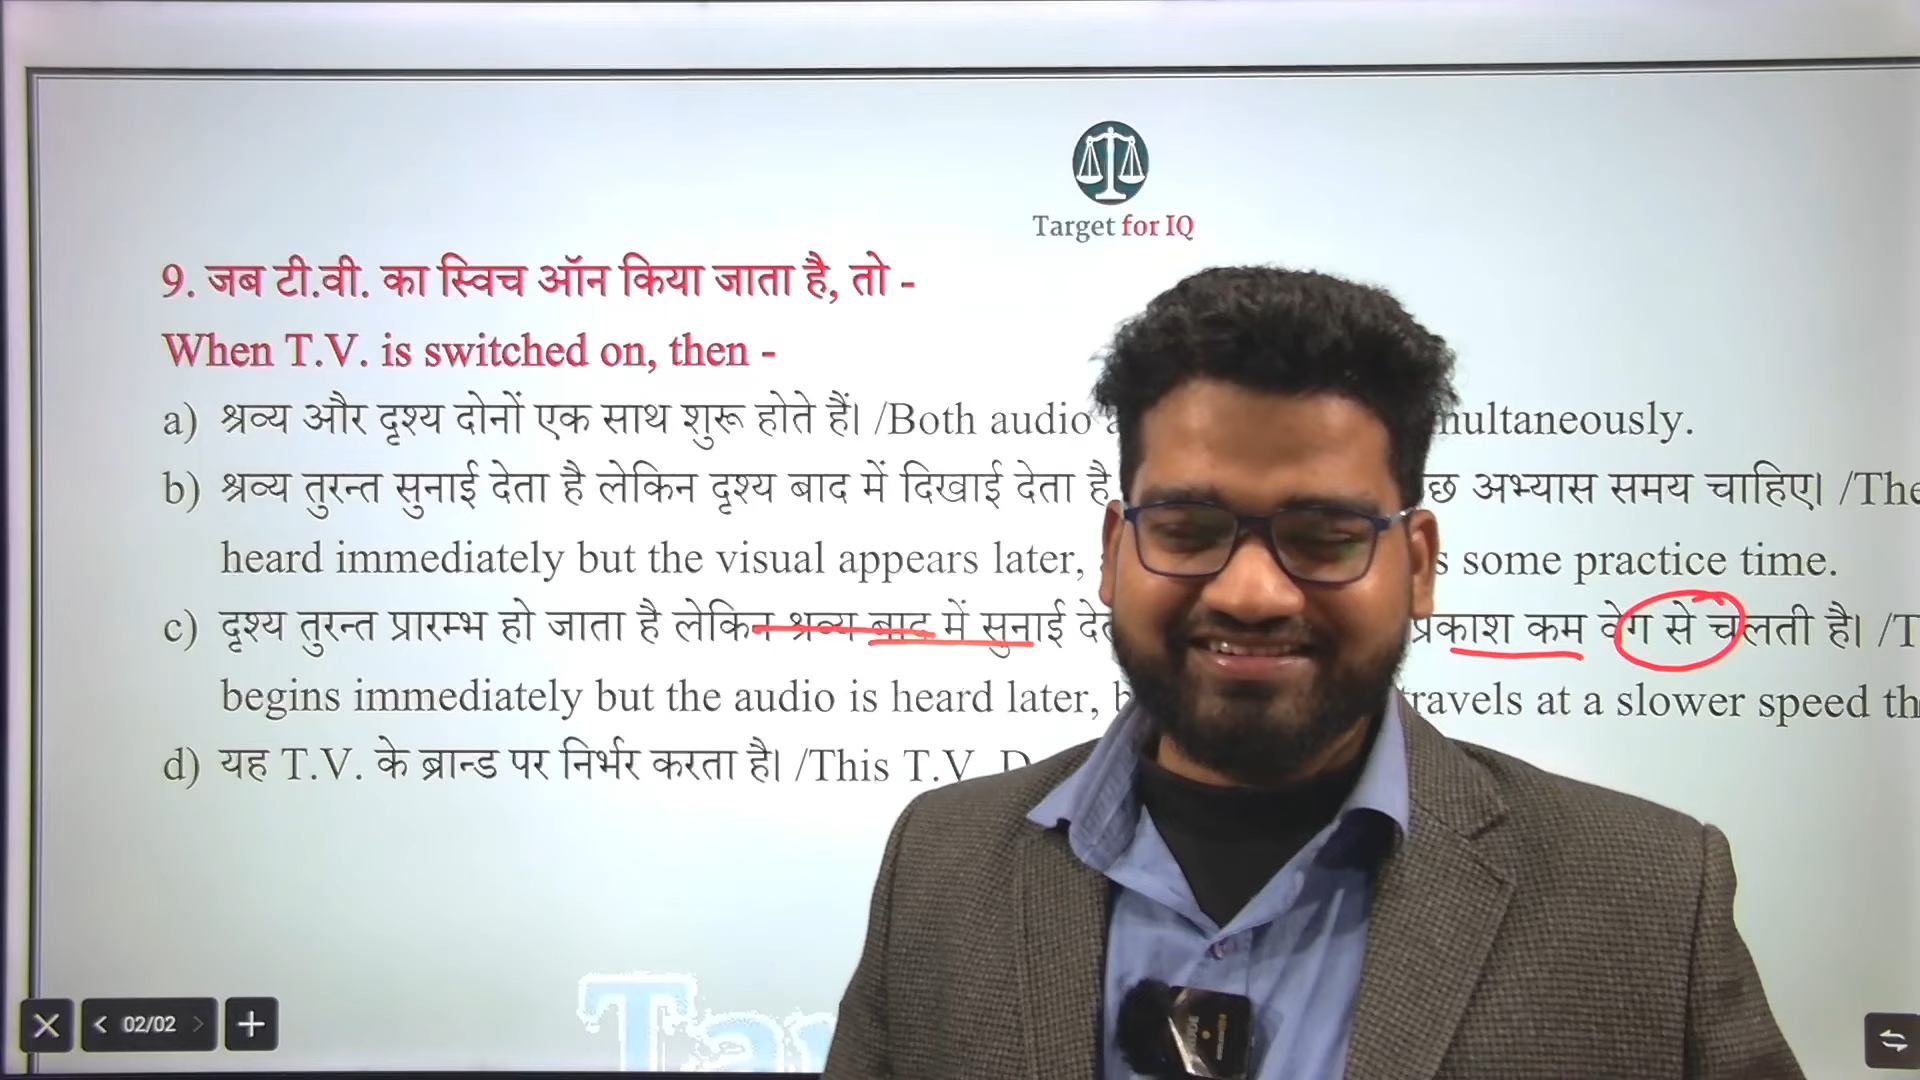 Target for IQ
9. जब टी.वी. का स्विच ऑन किया जाता है, तो -
When T.V. is switched on, then -
a) श्रव्य और दृश्य दोनों एक साथ शुरू होते हैं। /Both audio multaneously.
b) श्रव्य तुरन्त सुनाई देता है लेकिन दृश्य बाद में दिखाई देता है अभ्यास समय चाहिए। /The
heard immediately but the visual appears later, some practice time.
c) दृश्य तुरन्त प्रारम्भ हो जाता है लेकिन श्रव्य बाद में सुनाई प्रकाश कम वेग से चलती है। /T
begins immediately but the audio is heard later, travels at a slower speed th
d) यह T.V. के ब्रान्ड पर निर्भर करता है। /This T.V.
Ta
02/02